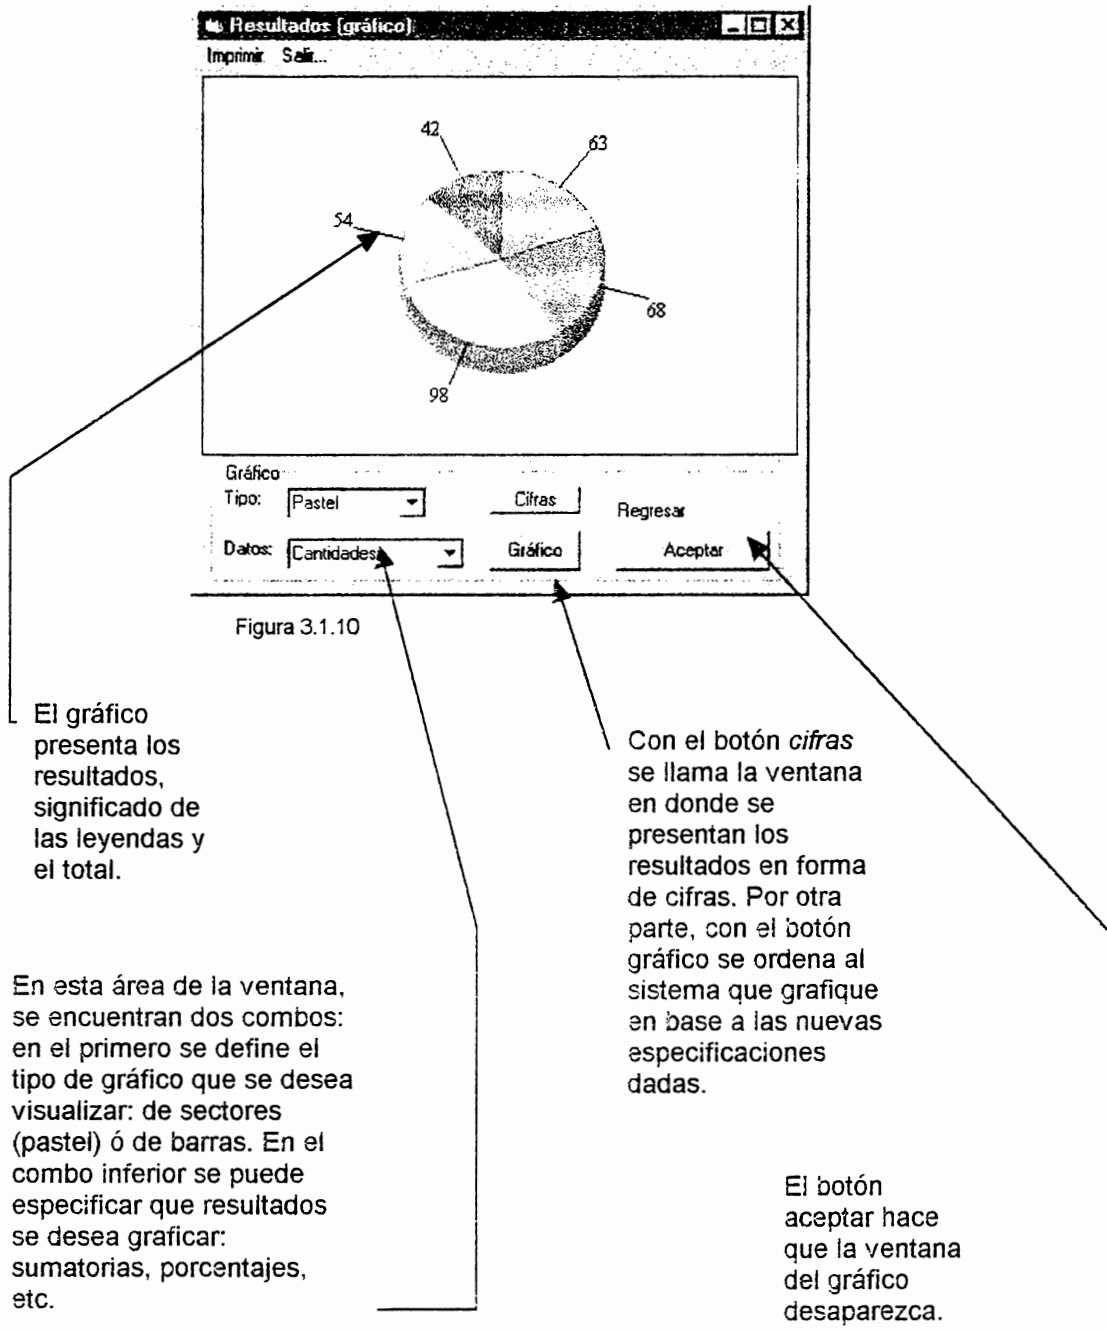 Resultados (gráfico)
Imprimir Salir...
42
63
54
68
98
Gráfico
Tipo: Pastel Cifras
Regresar
Datos: Cantidades Gráfico Aceptar
Figura 3.1.10
El gráfico
presenta los
resultados,
significado de
las leyendas y
el total.
En esta área de la ventana,
se encuentran dos combos:
en el primero se define el
tipo de gráfico que se desea
visualizar: de sectores
(pastel) ó de barras. En el
combo inferior se puede
especificar que resultados
se desea graficar:
sumatorias, porcentajes,
etc.
Con el botón cifras
se llama la ventana
en donde se
presentan los
resultados en forma
de cifras. Por otra
parte, con el botón
gráfico se ordena al
sistema que grafique
en base a las nuevas
especificaciones
dadas.
El botón
aceptar hace
que la ventana
del gráfico
desaparezca.